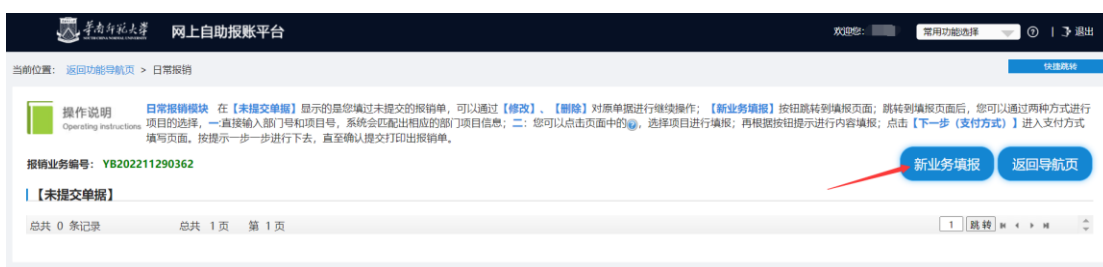 華南師範大學 网上自助报账平台 欢迎您: 常用功能选择 | 退出
当前位置: 返回功能导航页 > 日常报销 快捷跳转
操作说明
Operating instructions
日常报销模块 在【未提交单据】显示的是您填过未提交的报销单，可以通过【修改】、【删除】对原单据进行继续操作；【新业务填报】按钮跳转到填报页面；跳转到填报页面后，您可以通过两种方式进行
项目的选择，一:直接输入部门号和项目号，系统会匹配出相应的部门项目信息；二：您可以点击页面中的，选择项目进行填报；再根据按钮提示进行内容填报；点击【下一步（支付方式）】进入支付方式
填写页面。按提示一步一步进行下去，直至确认提交打印出报销单。
报销业务编号: YB202211290362
新业务填报 返回导航页
【未提交单据】
总共 0 条记录 总共 1 页 第 1 页 1 跳转